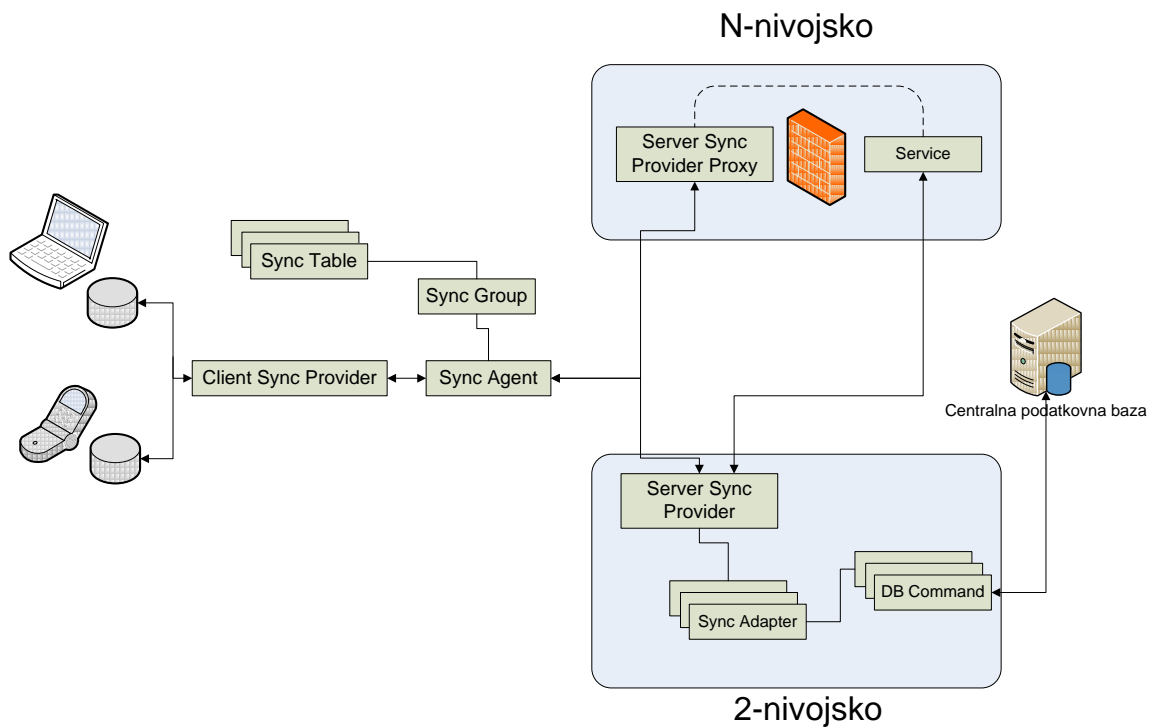 N-nivojsko
Server Sync
Provider Proxy
Service
Sync Table
Sync Group
Client Sync Provider
Sync Agent
Centralna podatkovna baza
Server Sync
Provider
DB Command
Sync Adapter
2-nivojsko